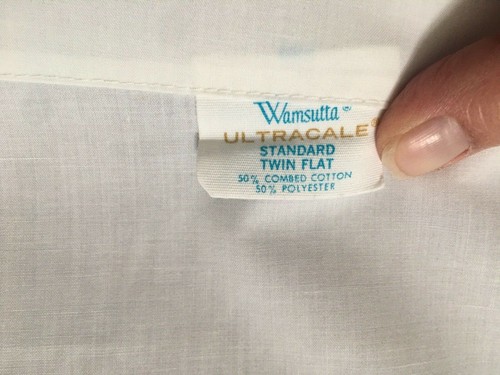 Wamsutta®
ULTRACALE®
STANDARD
TWIN FLAT
50% COMBED COTTON
50% POLYESTER